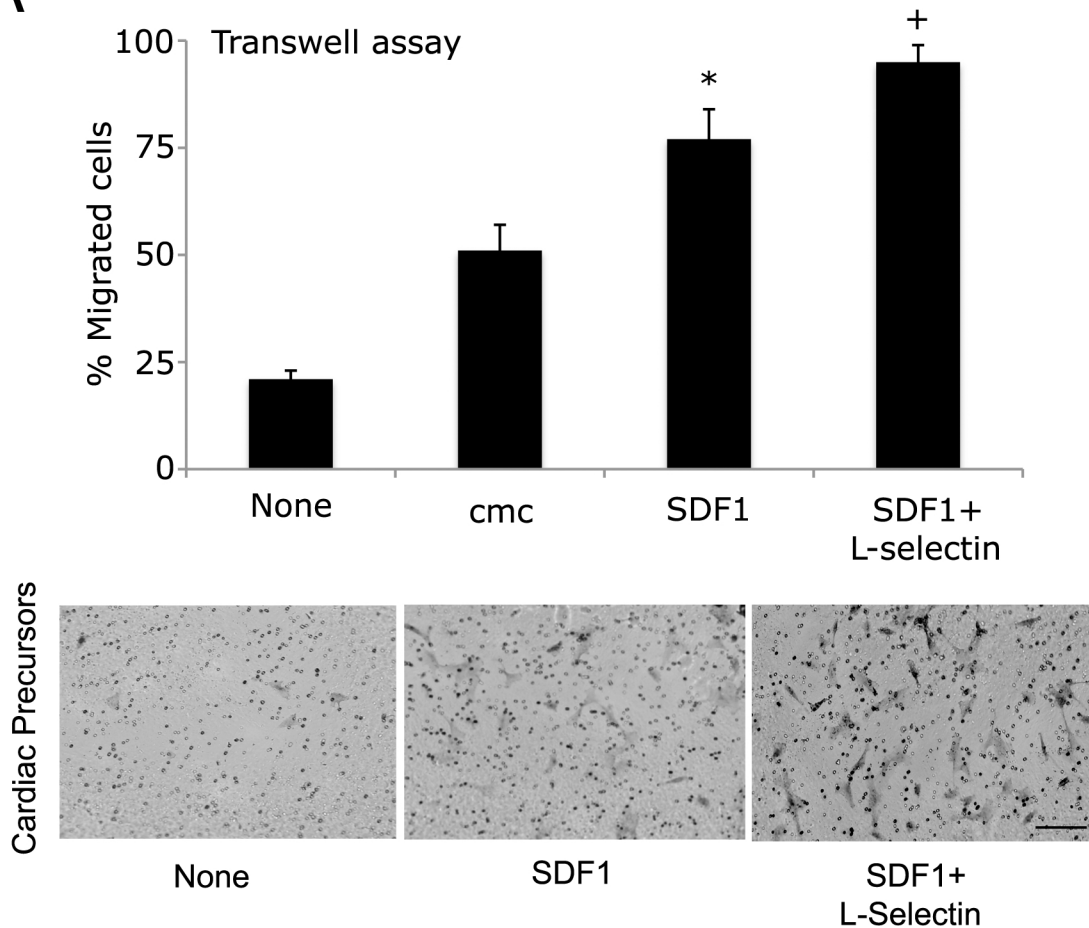 100
Transwell assay
+
*
75
50
25
0
% Migrated cells
None
cmc
SDF1
SDF1+
L-selectin
Cardiac Precursors
None
SDF1
SDF1+
L-Selectin